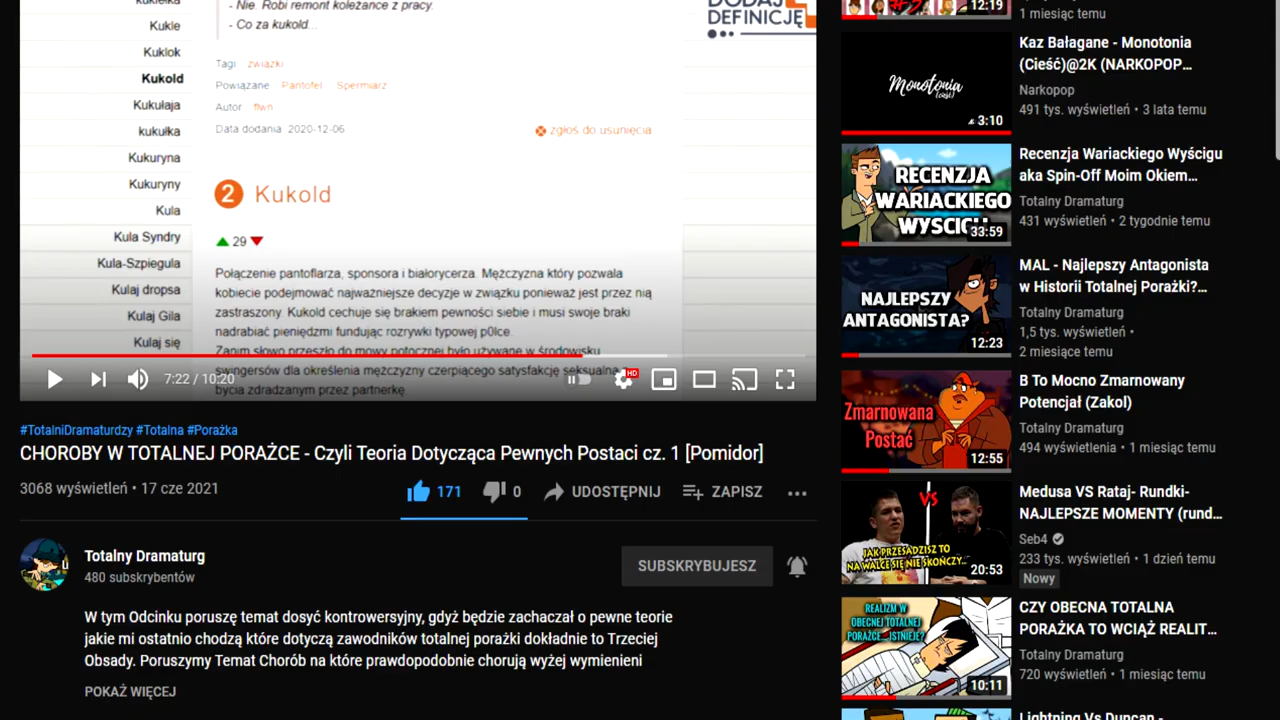 - Nie. Robi remont koleżance z pracy.
- Co za kukold...
DODAJ
DEFINICJĘ
Kukle
Kuklok
Kukold
Kukułaja
kukułka
Kukuryna
Kukuryny
Kula
Kula Syndry
Kula-Szpiegula
Kulaj dropsa
Kulaj Gila
Kulaj się
Tagi związki
Powiązane Pantofel Spermiarz
Autor flwn
Data dodania 2020-12-06
zgłoś do usunięcia
2 Kukold
29
Połączenie pantoflarza, sponsora i białorycerza. Mężczyzna który pozwala
kobiecie podejmować najważniejsze decyzje w związku ponieważ jest przez nią
zastraszony. Kukold cechuje się brakiem pewności siebie i musi swoje braki
nadrabiać pieniędzmi fundując rozrywki typowej p0lce.
Zanim słowo przeszło do mowy potocznej było używane w środowisku
swingersów dla określenia mężczyzny czerpiącego satysfakcję seksualną z
bycia zdradzanym przez partnerkę
7:22 / 10:20
HD
#TotalniDramaturdzy #Totalna #Porażka
CHOROBY W TOTALNEJ PORAŻCE - Czyli Teoria Dotycząca Pewnych Postaci cz. 1 [Pomidor]
3068 wyświetleń • 17 cze 2021
171
0
UDOSTĘPNIJ
ZAPISZ
Totalny Dramaturg
480 subskrybentów
SUBSKRYBUJESZ
W tym Odcinku poruszę temat dosyć kontrowersyjny, gdyż będzie zachaczał o pewne teorie
jakie mi ostatnio chodzą które dotyczą zawodników totalnej porażki dokładnie to Trzeciej
Obsady. Poruszymy Temat Chorób na które prawdopodobnie chorują wyżej wymienieni
POKAŻ WIĘCEJ
12:19
1 miesiąc temu
Monotonia
(cieść)
3:10
Kaz Bałagane - Monotonia
(Cieść)@2K (NARKOPOP...
Narkopop
491 tys. wyświetleń • 3 lata temu
RECENZJA
WARIACKIEGO
WYŚCIGU
33:59
Recenzja Wariackiego Wyścigu
aka Spin-Off Moim Okiem...
Totalny Dramaturg
431 wyświetleń • 2 tygodnie temu
NAJLEPSZY
ANTAGONISTA?
12:23
MAL - Najlepszy Antagonista
w Historii Totalnej Porażki?...
Totalny Dramaturg
1,5 tys. wyświetleń •
2 miesiące temu
Zmarnowana
Postać
12:55
B To Mocno Zmarnowany
Potencjał (Zakol)
Totalny Dramaturg
494 wyświetlenia • 1 miesiąc temu
VS
JAK PRZESADZISZ TO
NA WALCE SIĘ NIE SKOŃCZY...
20:53
Medusa VS Rataj- Rundki-
NAJLEPSZE MOMENTY (rund...
Seb4
233 tys. wyświetleń • 1 dzień temu
Nowy
REALIZM W
OBECNEJ TOTALNEJ
PORAŻCE...ISTNIEJE?
10:11
CZY OBECNA TOTALNA
PORAŻKA TO WCIĄŻ REALIT...
Totalny Dramaturg
720 wyświetleń • 1 miesiąc temu
Lightning Vs Duncan -